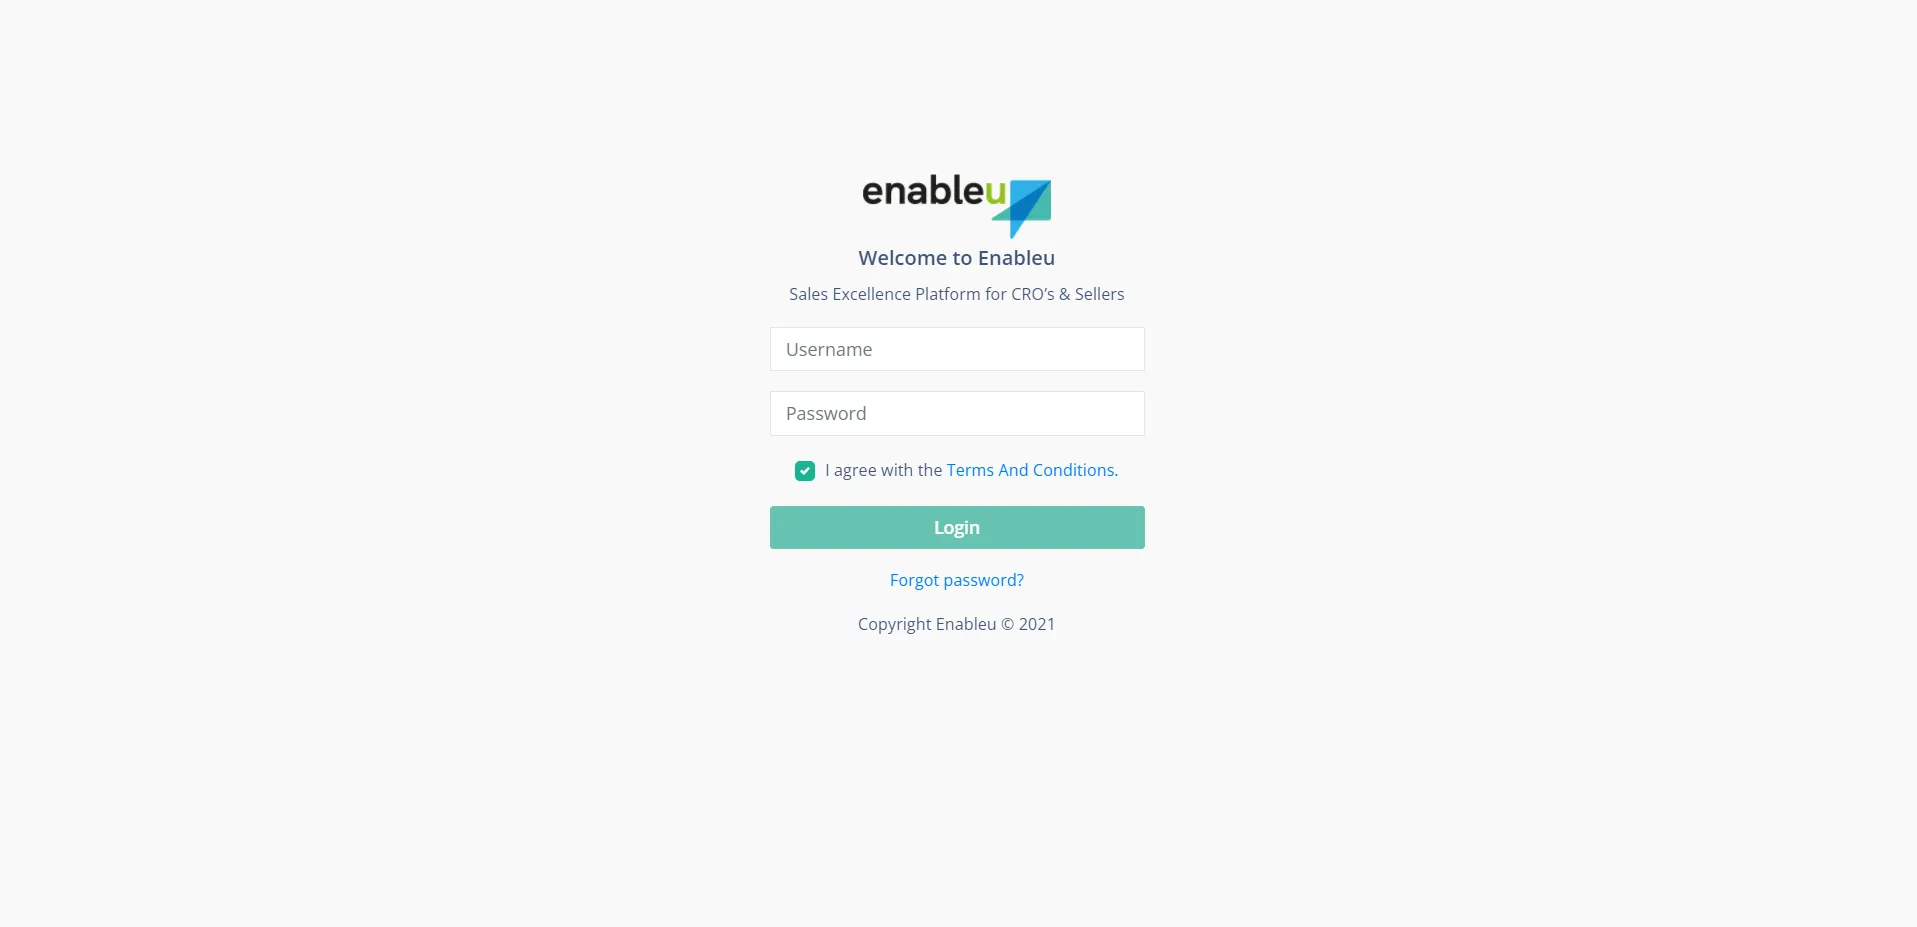 enableu
Welcome to Enableu
Sales Excellence Platform for CRO’s & Sellers
Username
Password
I agree with the Terms And Conditions.
Login
Forgot password?
Copyright Enableu © 2021